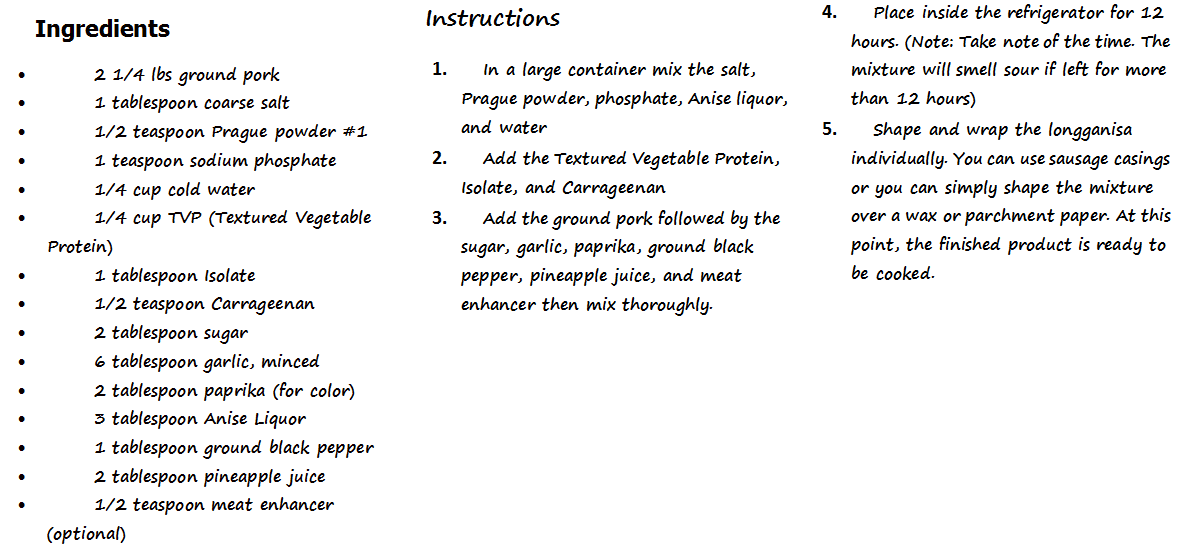 Ingredients
• 2 1/4 lbs ground pork
• 1 tablespoon coarse salt
• 1/2 teaspoon Prague powder #1
• 1 teaspoon sodium phosphate
• 1/4 cup cold water
• 1/4 cup TVP (Textured Vegetable
Protein)
• 1 tablespoon Isolate
• 1/2 teaspoon Carrageenan
• 2 tablespoon sugar
• 6 tablespoon garlic, minced
• 2 tablespoon paprika (for color)
• 3 tablespoon Anise Liquor
• 1 tablespoon ground black pepper
• 2 tablespoon pineapple juice
• 1/2 teaspoon meat enhancer
(optional)
Instructions
1. In a large container mix the salt,
Prague powder, phosphate, Anise liquor,
and water
2. Add the Textured Vegetable Protein,
Isolate, and Carrageenan
3. Add the ground pork followed by the
sugar, garlic, paprika, ground black
pepper, pineapple juice, and meat
enhancer then mix thoroughly.
4. Place inside the refrigerator for 12
hours. (Note: Take note of the time. The
mixture will smell sour if left for more
than 12 hours)
5. Shape and wrap the longganisa
individually. You can use sausage casings
or you can simply shape the mixture
over a wax or parchment paper. At this
point, the finished product is ready to
be cooked.